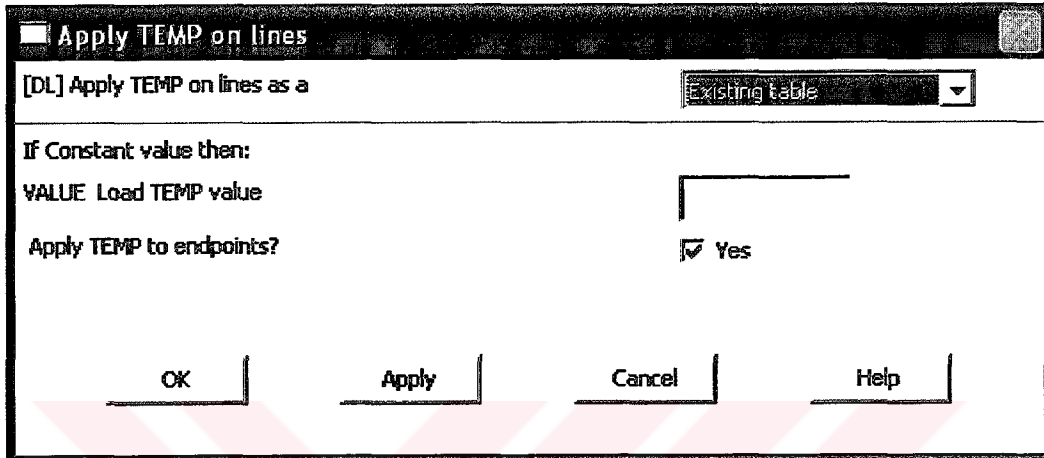 Apply TEMP on lines
[DL] Apply TEMP on lines as a Existing table
If Constant value then:
VALUE Load TEMP value
Apply TEMP to endpoints? Yes
OK Apply Cancel Help